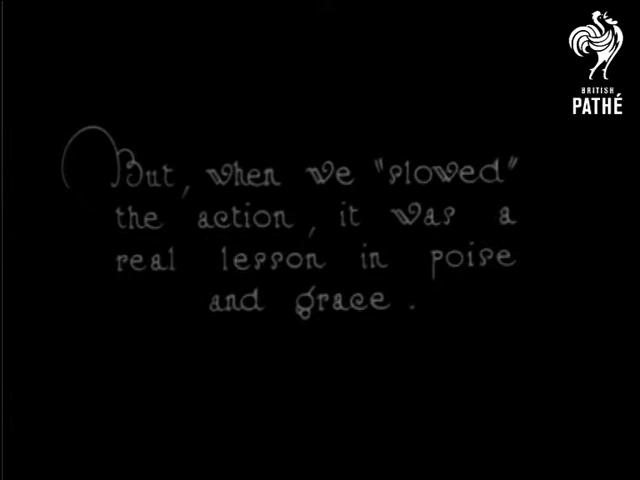 BRITISH
PATHÉ
But, when we "slowed"
the action, it was a
real lesson in poise
and grace.